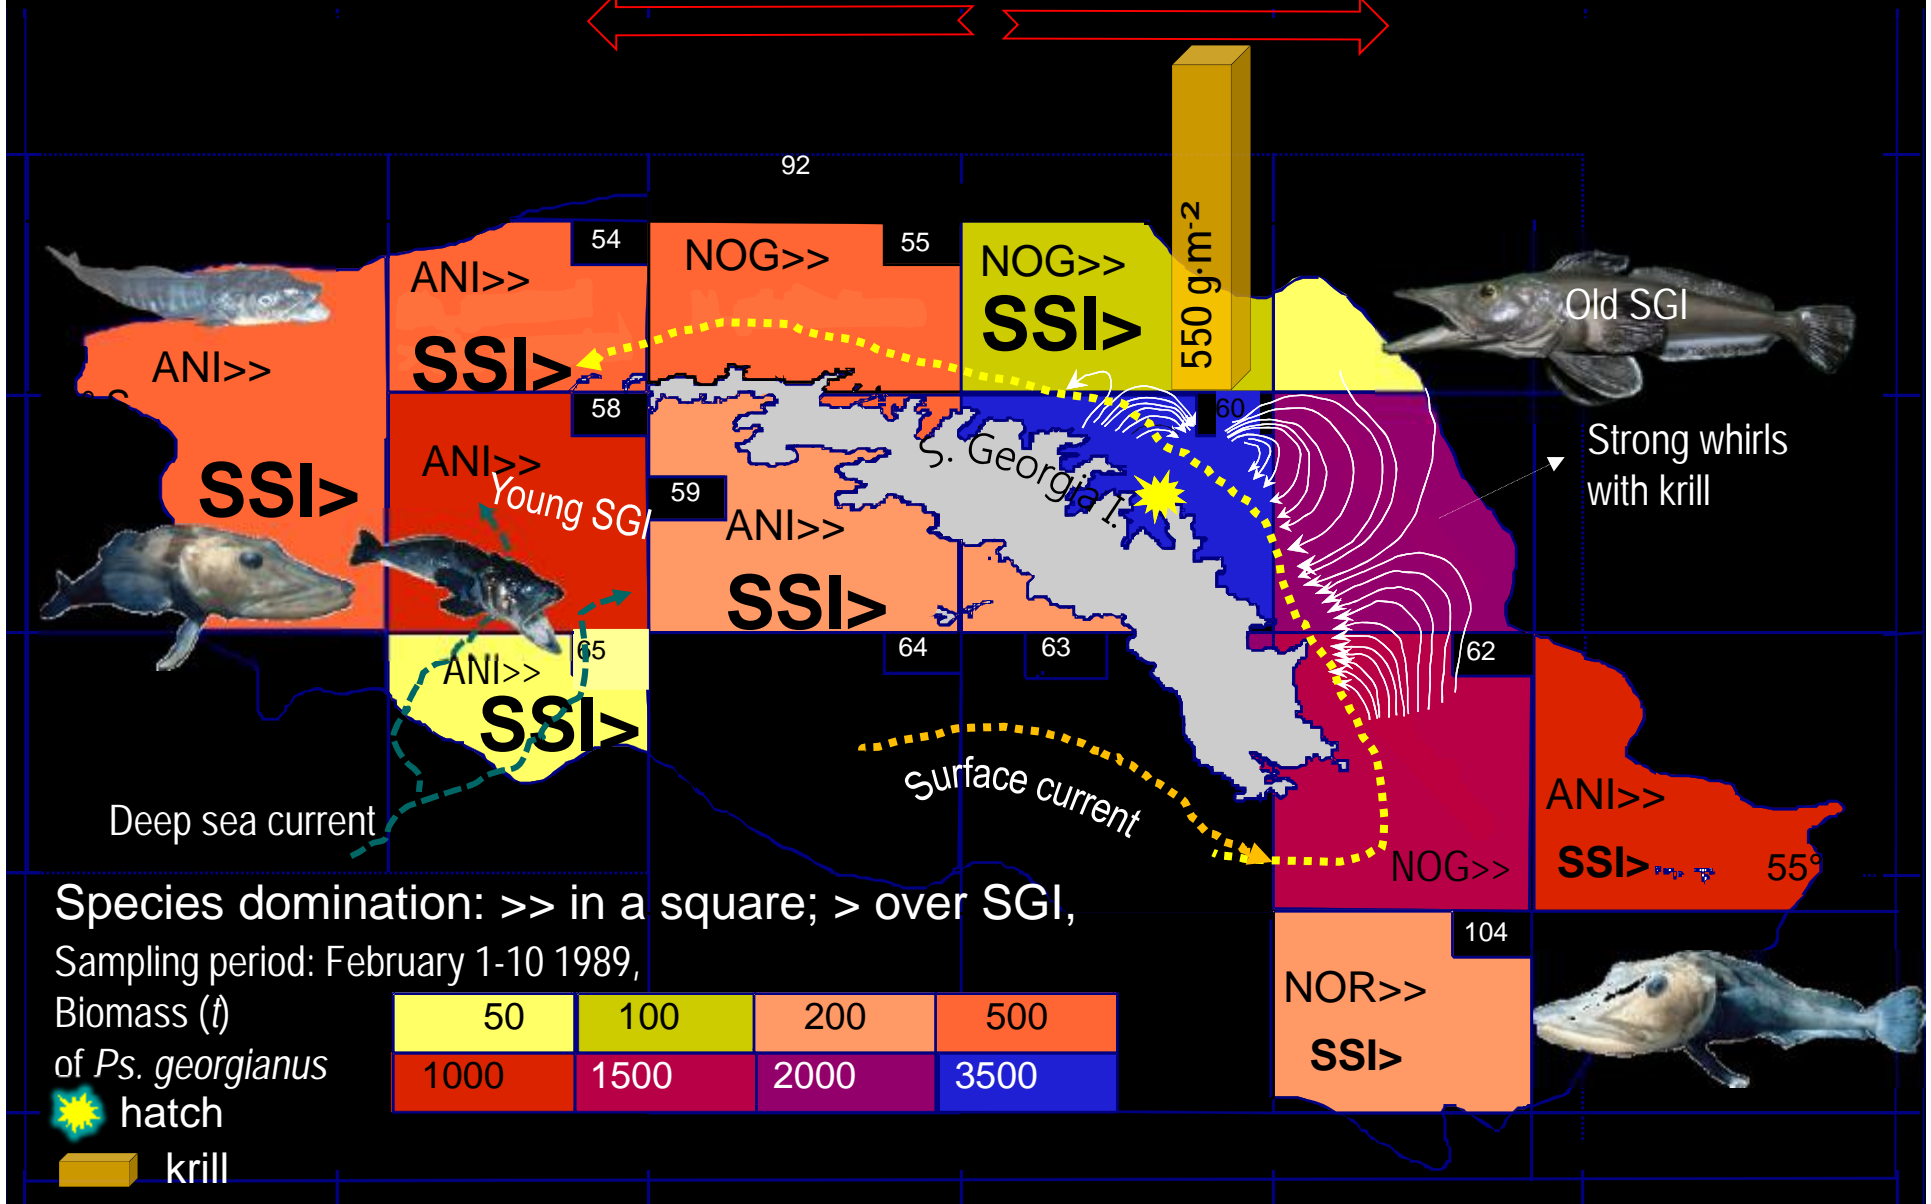 92
54
55
ANI>>
NOG>>
NOG>>
SSI>
SSI>
550 g·m-2
Old SGI
ANI>>
SSI>
58
ANI>>
Young SGI
59
ANI>>
SSI>
S. Georgia I.
60
Strong whirls
with krill
65
ANI>>
SSI>
64
63
62
Surface current
Deep sea current
NOG>>
ANI>>
SSI>
55°
104
NOR>>
SSI>
Species domination: >> in a square; > over SGI,
Sampling period: February 1-10 1989,
Biomass (t)
of Ps. georgianus
50 100 200 500
1000 1500 2000 3500
hatch
krill